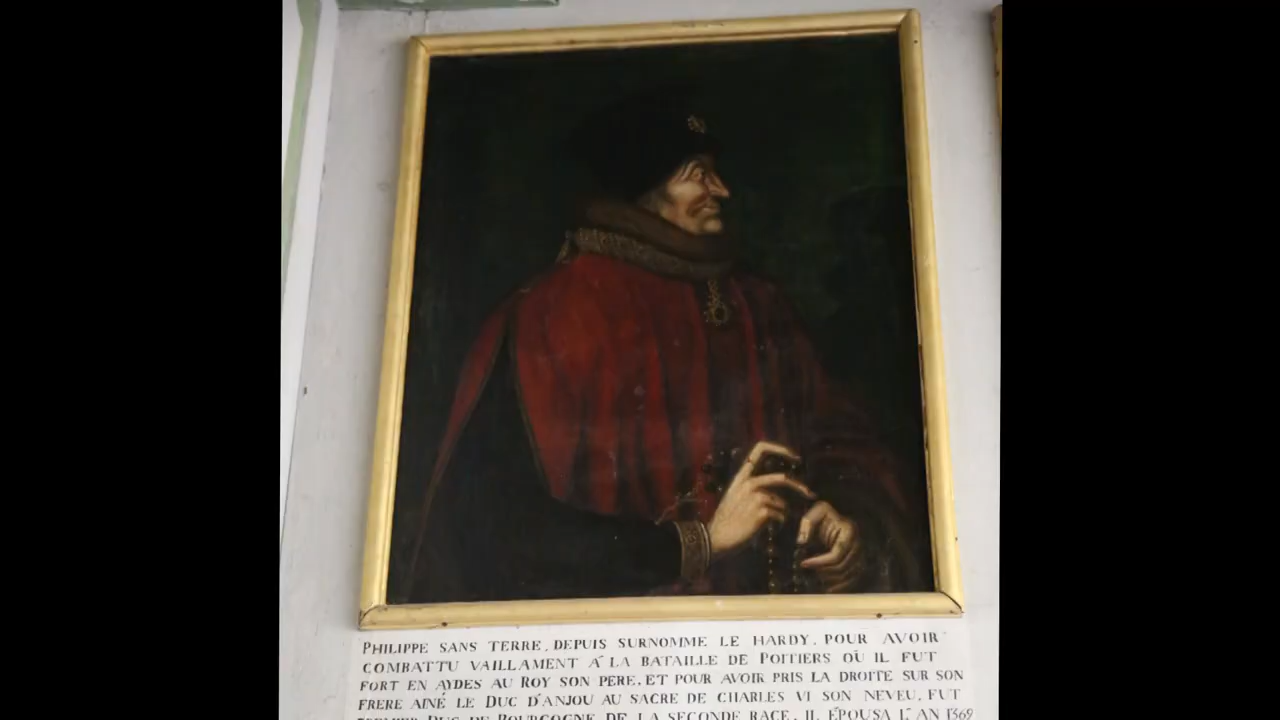 PHILIPPE SANS TERRE, DEPUIS SURNOMME LE HARDY, POUR AVOIR
COMBATTU VAILLAMENT A LA BATAILLE DE POITIERS OÙ IL FUT
FORT EN AYDES AU ROY SON PERE, ET POUR AVOIR PRIS LA DROITE SUR SON
FRERE AINÉ LE DUC D'ANJOU AU SACRE DE CHARLES VI SON NEVEU, FUT
PREMIER DUC DE BOURGOGNE DE LA SECONDE RACE, IL ÉPOUSA L'AN 1369